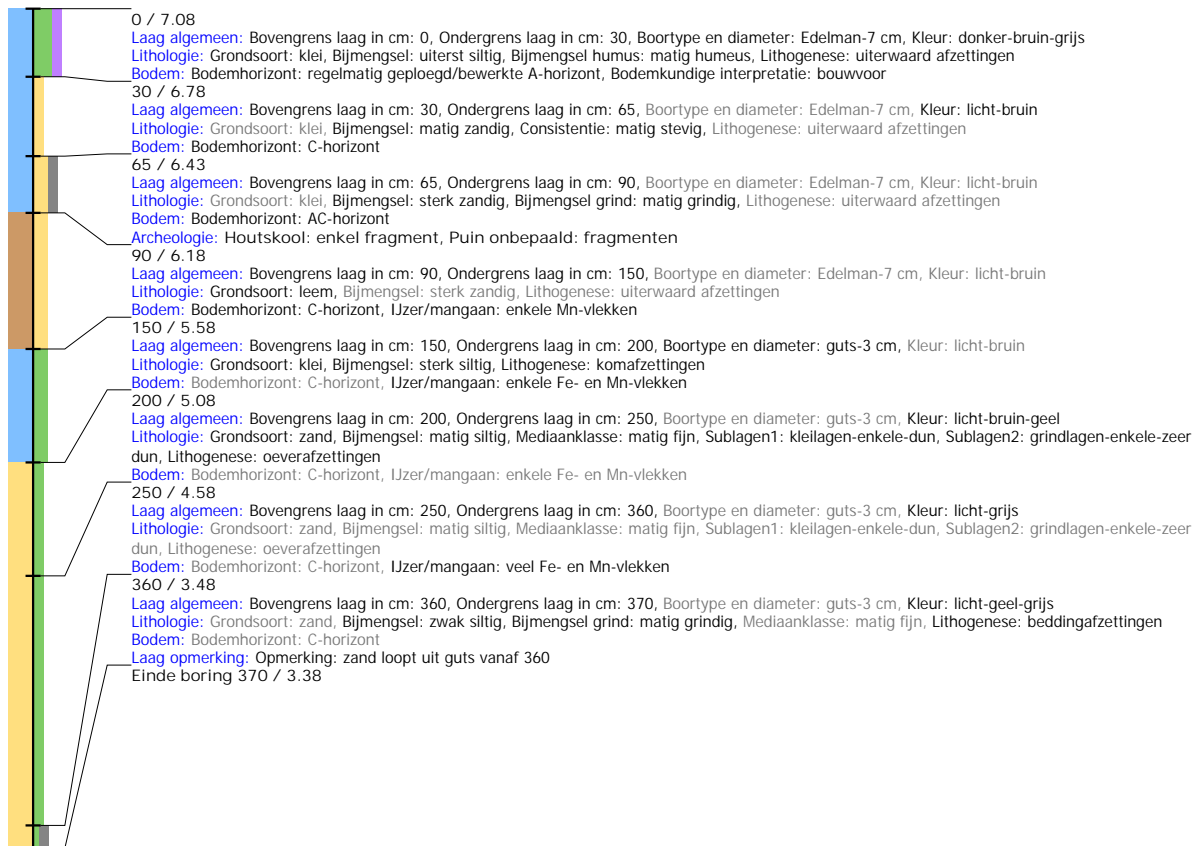 0 / 7.08
Laag algemeen: Bovengrens laag in cm: 0, Ondergrens laag in cm: 30, Boortype en diameter: Edelman-7 cm, Kleur: donker-bruin-grijs
Lithologie: Grondsoort: klei, Bijmengsel: uiterst siltig, Bijmengsel humus: matig humeus, Lithogenese: uiterwaard afzettingen
Bodem: Bodemhorizont: regelmatig geploegd/bewerkte A-horizont, Bodemkundige interpretatie: bouwvoor
30 / 6.78
Laag algemeen: Bovengrens laag in cm: 30, Ondergrens laag in cm: 65, Boortype en diameter: Edelman-7 cm, Kleur: licht-bruin
Lithologie: Grondsoort: klei, Bijmengsel: matig zandig, Consistentie: matig stevig, Lithogenese: uiterwaard afzettingen
Bodem: Bodemhorizont: C-horizont
65 / 6.43
Laag algemeen: Bovengrens laag in cm: 65, Ondergrens laag in cm: 90, Boortype en diameter: Edelman-7 cm, Kleur: licht-bruin
Lithologie: Grondsoort: klei, Bijmengsel: sterk zandig, Bijmengsel grind: matig grindig, Lithogenese: uiterwaard afzettingen
Bodem: Bodemhorizont: AC-horizont
Archeologie: Houtskool: enkel fragment, Puin onbepaald: fragmenten
90 / 6.18
Laag algemeen: Bovengrens laag in cm: 90, Ondergrens laag in cm: 150, Boortype en diameter: Edelman-7 cm, Kleur: licht-bruin
Lithologie: Grondsoort: leem, Bijmengsel: sterk zandig, Lithogenese: uiterwaard afzettingen
Bodem: Bodemhorizont: C-horizont, IJzer/mangaan: enkele Mn-vlekken
150 / 5.58
Laag algemeen: Bovengrens laag in cm: 150, Ondergrens laag in cm: 200, Boortype en diameter: guts-3 cm, Kleur: licht-bruin
Lithologie: Grondsoort: klei, Bijmengsel: sterk siltig, Lithogenese: komafzettingen
Bodem: Bodemhorizont: C-horizont, IJzer/mangaan: enkele Fe- en Mn-vlekken
200 / 5.08
Laag algemeen: Bovengrens laag in cm: 200, Ondergrens laag in cm: 250, Boortype en diameter: guts-3 cm, Kleur: licht-bruin-geel
Lithologie: Grondsoort: zand, Bijmengsel: matig siltig, Mediaanklasse: matig fijn, Sublagen1: kleilagen-enkele-dun, Sublagen2: grindlagen-enkele-zeer
dun, Lithogenese: oeverafzettingen
Bodem: Bodemhorizont: C-horizont, IJzer/mangaan: enkele Fe- en Mn-vlekken
250 / 4.58
Laag algemeen: Bovengrens laag in cm: 250, Ondergrens laag in cm: 360, Boortype en diameter: guts-3 cm, Kleur: licht-grijs
Lithologie: Grondsoort: zand, Bijmengsel: matig siltig, Mediaanklasse: matig fijn, Sublagen1: kleilagen-enkele-dun, Sublagen2: grindlagen-enkele-zeer
dun, Lithogenese: oeverafzettingen
Bodem: Bodemhorizont: C-horizont, IJzer/mangaan: veel Fe- en Mn-vlekken
360 / 3.48
Laag algemeen: Bovengrens laag in cm: 360, Ondergrens laag in cm: 370, Boortype en diameter: guts-3 cm, Kleur: licht-geel-grijs
Lithologie: Grondsoort: zand, Bijmengsel: zwak siltig, Bijmengsel grind: matig grindig, Mediaanklasse: matig fijn, Lithogenese: beddingafzettingen
Bodem: Bodemhorizont: C-horizont
Laag opmerking: Opmerking: zand loopt uit guts vanaf 360
Einde boring 370 / 3.38